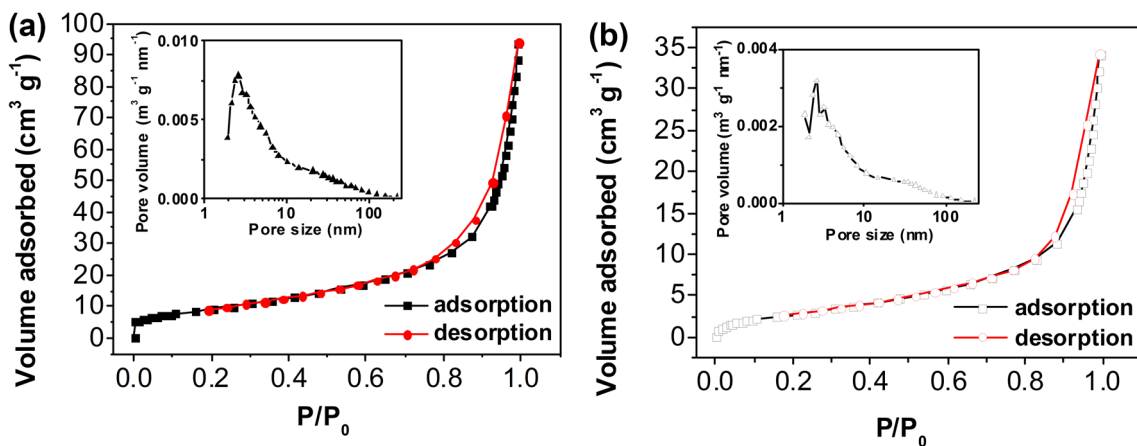 (a)
Volume adsorbed (cm³ g⁻¹)
100
90
80
70
60
50
40
30
20
10
0
0.0 0.2 0.4 0.6 0.8 1.0
P/P₀
adsorption
desorption
Pore volume (m³ g⁻¹ nm⁻¹)
0.010
0.005
0.000
1 10 100
Pore size (nm)
(b)
Volume adsorbed (cm³ g⁻¹)
35
30
25
20
15
10
5
0
0.0 0.2 0.4 0.6 0.8 1.0
P/P₀
adsorption
desorption
Pore volume (m³ g⁻¹ nm⁻¹)
0.004
0.002
0.000
1 10 100
Pore size (nm)